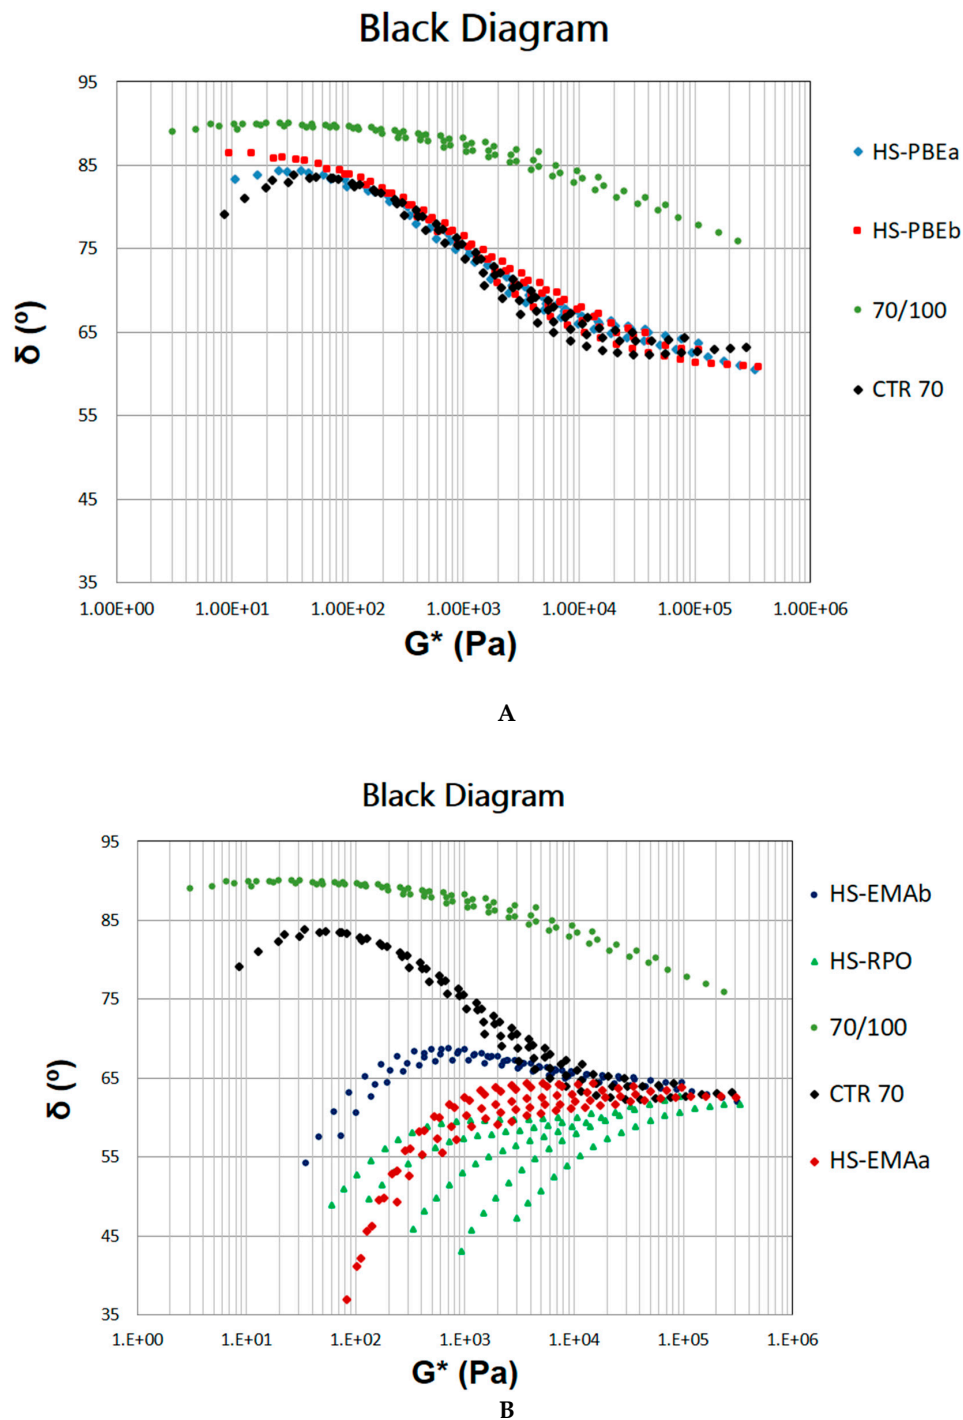 Black Diagram
95
85
75
65
55
45
35
δ (º)
1.00E+00 1.00E+01 1.00E+02 1.00E+03 1.00E+04 1.00E+05 1.00E+06
G* (Pa)
HS-PBEa
HS-PBEb
70/100
CTR 70
A
Black Diagram
95
85
75
65
55
45
35
δ (º)
1.E+00 1.E+01 1.E+02 1.E+03 1.E+04 1.E+05 1.E+06
G* (Pa)
HS-EMAb
HS-RPO
70/100
CTR 70
HS-EMAa
B